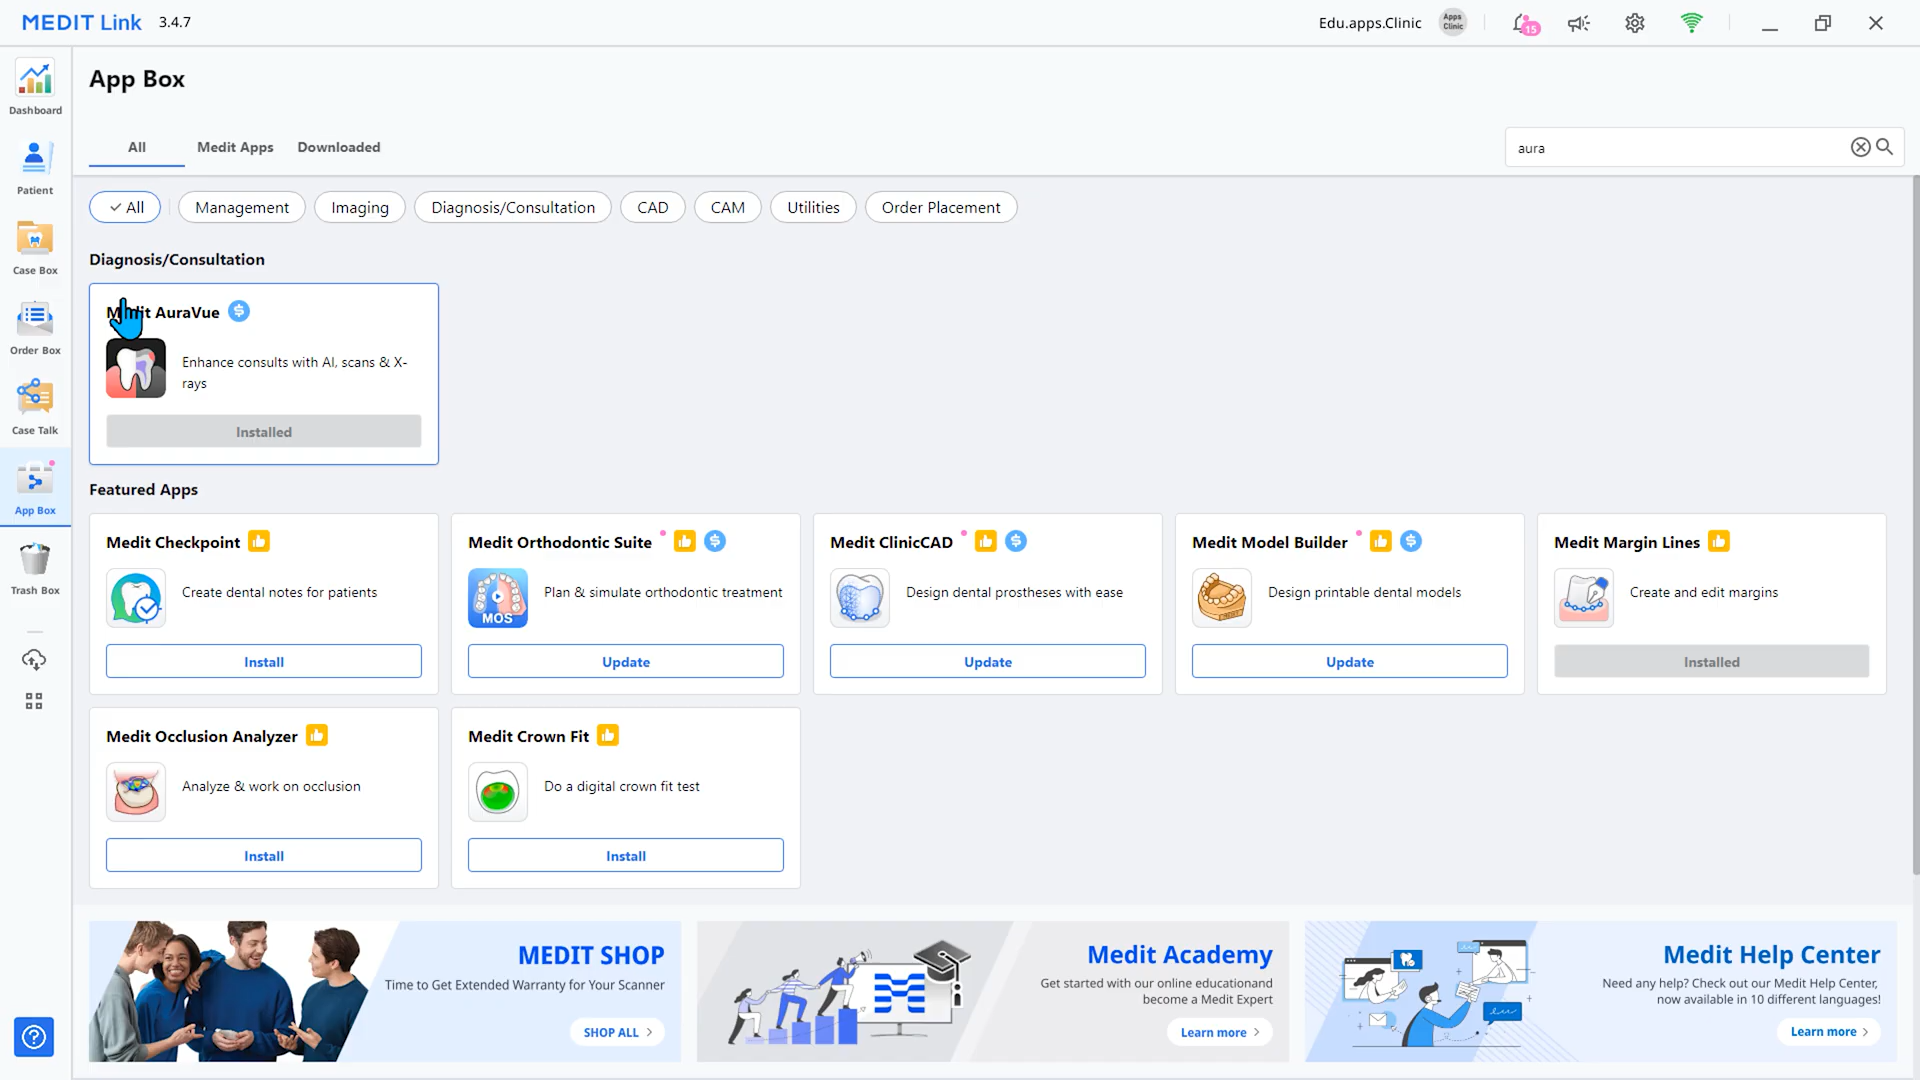 MEDIT Link 3.4.7
Edu.apps.Clinic
Apps
Clinic
15
Dashboard
Patient
Case Box
Order Box
Case Talk
App Box
Trash Box
App Box
All Medit Apps Downloaded
aura
All Management Imaging Diagnosis/Consultation CAD CAM Utilities Order Placement
Diagnosis/Consultation
AuraVue
Enhance consults with AI, scans & X-
rays
Installed
Featured Apps
Medit Checkpoint
Create dental notes for patients
Install
Medit Orthodontic Suite
MOS
Plan & simulate orthodontic treatment
Update
Medit ClinicCAD
Design dental prostheses with ease
Update
Medit Model Builder
Design printable dental models
Update
Medit Margin Lines
Create and edit margins
Installed
Medit Occlusion Analyzer
Analyze & work on occlusion
Install
Medit Crown Fit
Do a digital crown fit test
Install
MEDIT SHOP
Time to Get Extended Warranty for Your Scanner
SHOP ALL >
Medit Academy
Get started with our online educationand
become a Medit Expert
Learn more >
Medit Help Center
Need any help? Check out our Medit Help Center,
now available in 10 different languages!
Learn more >